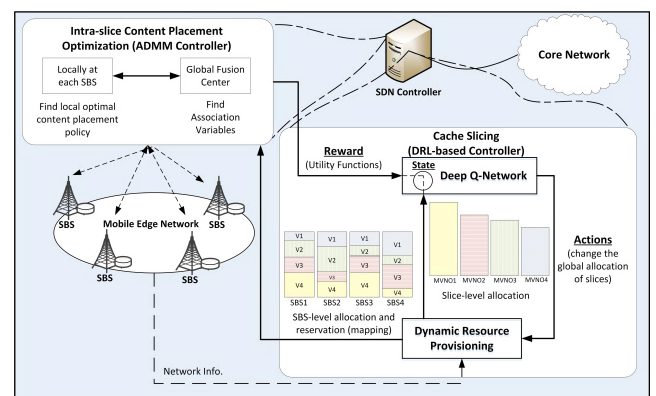 Intra-slice Content Placement
Optimization (ADMM Controller)
Locally at
each SBS
Global Fusion
Center
Find local optimal
content placement
policy
Find
Association
Variables
SDN Controller
Core Network
SBS
SBS
Mobile Edge Network
SBS
SBS
Network Info.
Cache Slicing
(DRL-based Controller)
Reward
(Utility Functions)
State
Deep Q-Network
V1
V2
V3
V4
SBS1
V1
V2
V3
V4
SBS2
V1
V2
V3
V4
SBS3
V1
V2
V3
V4
SBS4
SBS-level allocation and
reservation (mapping)
MVNO1
MVNO2
MVNO3
MVNO4
Slice-level allocation
Actions
(change the
global allocation
of slices)
Dynamic Resource
Provisioning